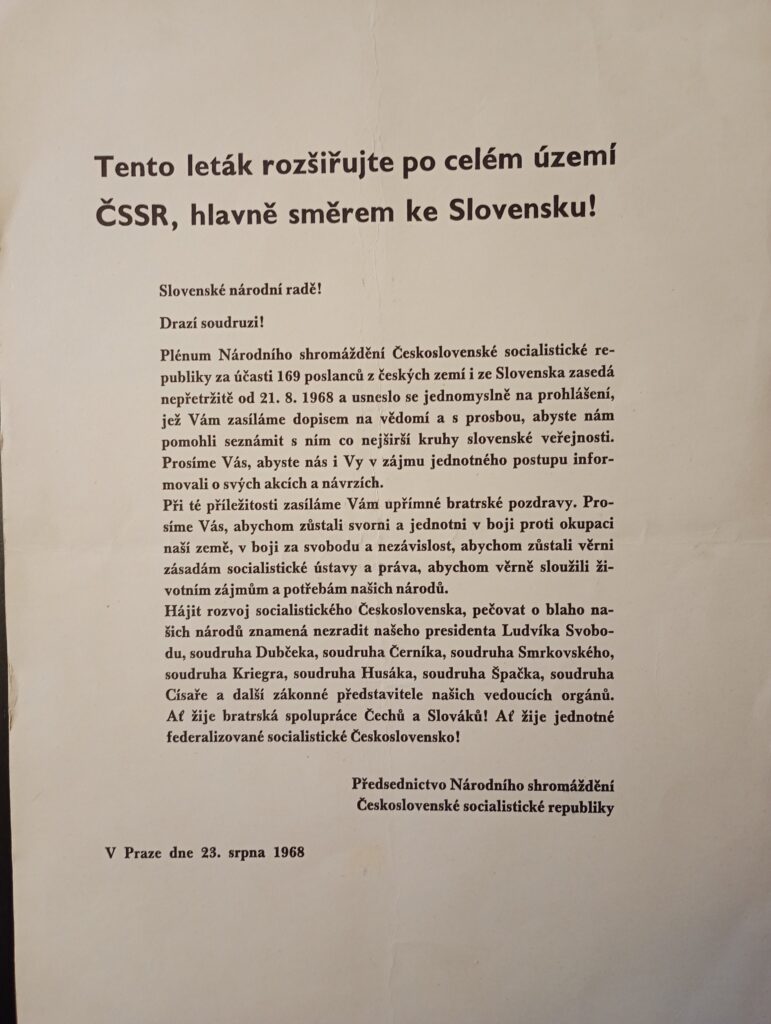 Tento leták rozšiřujte po celém území
ČSSR, hlavně směrem ke Slovensku!
Slovenské národní radě!
Drazí soudruzi!
Plénum Národního shromáždění Československé socialistické re-
publiky za účasti 169 poslanců z českých zemí i ze Slovenska zasedá
nepřetržitě od 21. 8. 1968 a usneslo se jednomyslně na prohlášení,
jež Vám zasíláme dopisem na vědomí a s prosbou, abyste nám
pomohli seznámit s ním co nejširší kruhy slovenské veřejnosti.
Prosíme Vás, abyste nás i Vy v zájmu jednotného postupu infor-
movali o svých akcích a návrzích.
Při té příležitosti zasíláme Vám upřímné bratrské pozdravy. Pro-
síme Vás, abychom zůstali svorni a jednotni v boji proti okupaci
naší země, v boji za svobodu a nezávislost, abychom zůstali věrni
zásadám socialistické ústavy a práva, abychom věrně sloužili ži-
votním zájmům a potřebám našich národů.
Hájit rozvoj socialistického Československa, pečovat o blaho na-
šich národů znamená nezradit našeho presidenta Ludvíka Svobo-
du, soudruha Dubčeka, soudruha Černíka, soudruha Smrkovského,
soudruha Kriegra, soudruha Husáka, soudruha Špačka, soudruha
Císaře a další zákonné představitele našich vedoucích orgánů.
Ať žije bratrská spolupráce Čechů a Slováků! Ať žije jednotné
federalizované socialistické Československo!
Předsednictvo Národního shromáždění
Československé socialistické republiky
V Praze dne 23. srpna 1968